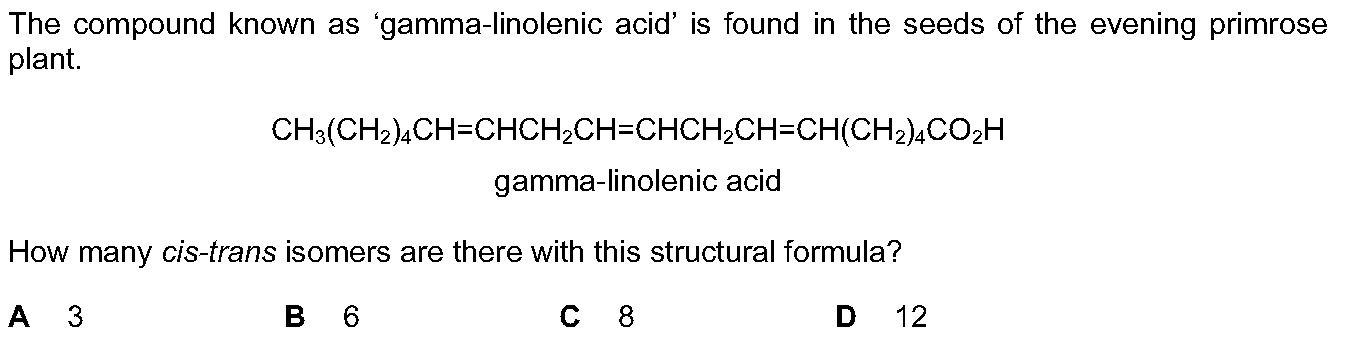 The compound known as ‘gamma-linolenic acid’ is found in the seeds of the evening primrose
plant.
CH₃(CH₂)₄CH=CHCH₂CH=CHCH₂CH=CH(CH₂)₄CO₂H
gamma-linolenic acid
How many cis-trans isomers are there with this structural formula?
A 3 B 6 C 8 D 12